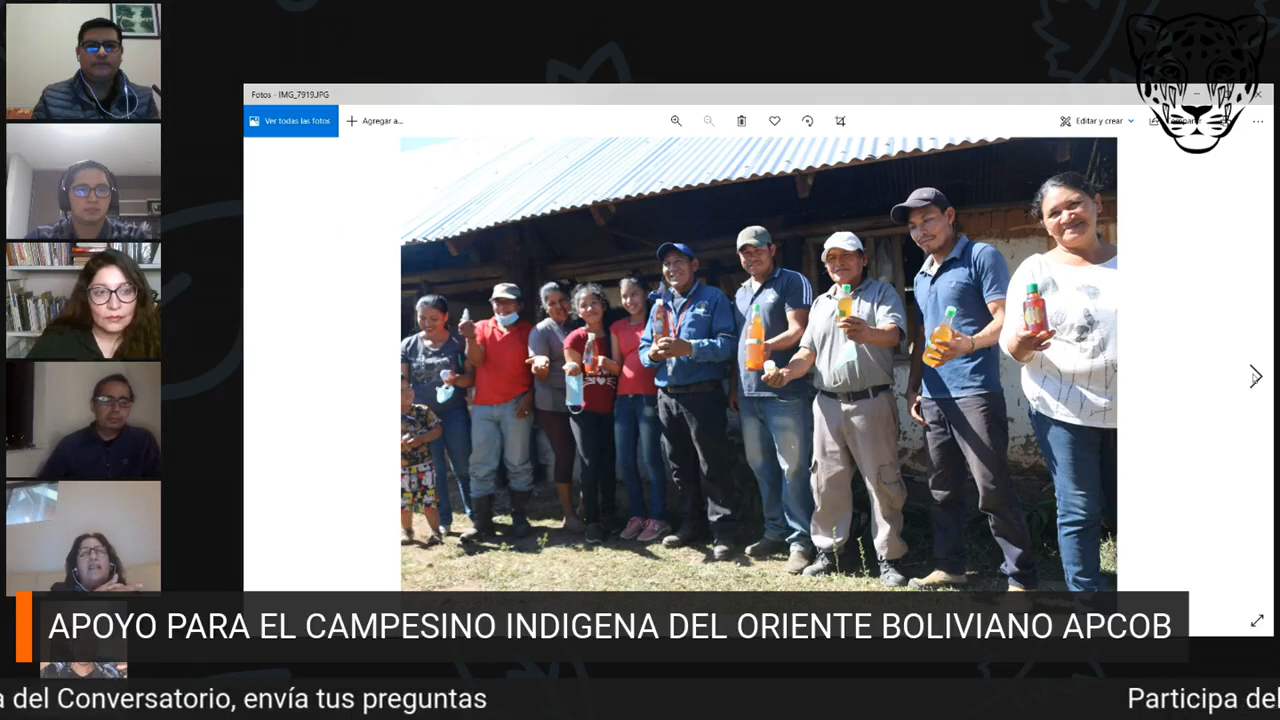 Fotos - IMG_7919.JPG
Ver todas las fotos
Agregar a...
Editar y crear
APOYO PARA EL CAMPESINO INDIGENA DEL ORIENTE BOLIVIANO APCOB
a del Conversatorio, envía tus preguntas
Participa del